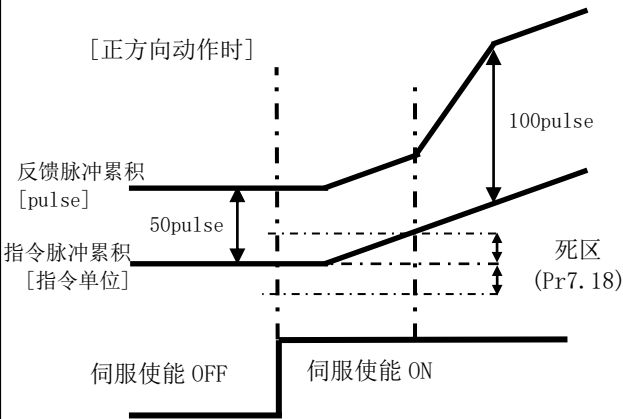 [正方向动作时]
100pulse
反馈脉冲累积
[pulse]
50pulse
指令脉冲累积
[指令单位]
死区
(Pr7.18)
伺服使能 OFF
伺服使能 ON